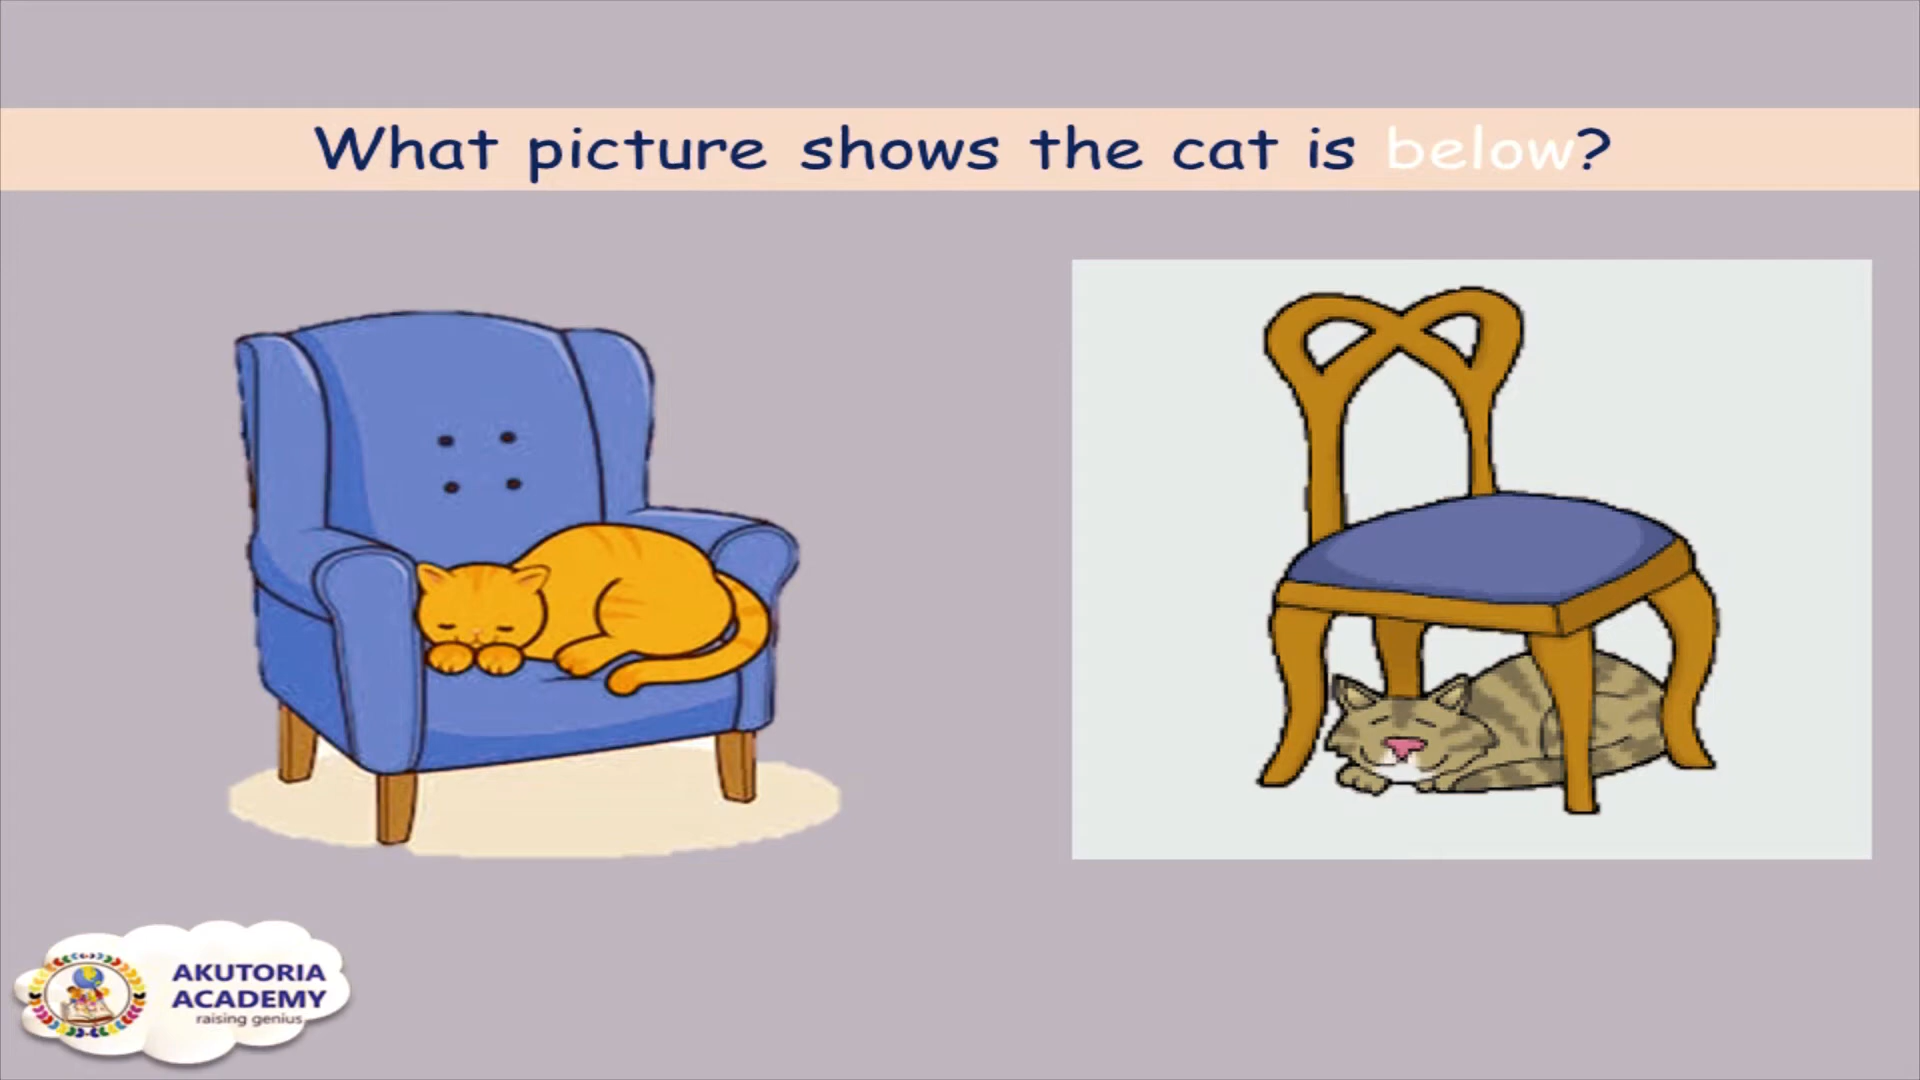 What picture shows the cat is below?
AKUTORIA
ACADEMY
raising genius